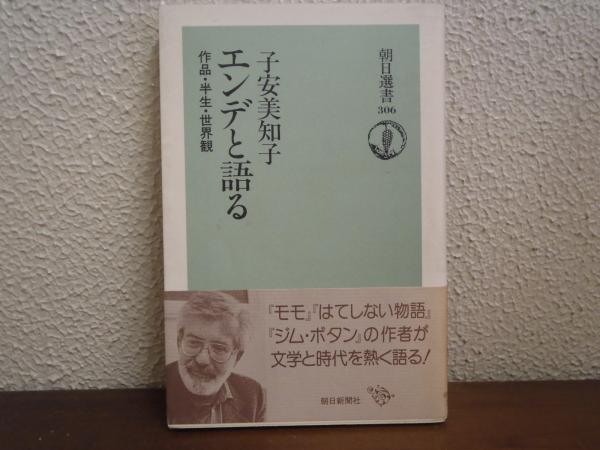 朝日選書
306
子安美知子
エンデと語る
作品・半生・世界観
『モモ』『はてしない物語』
『ジム・ボタン』の作者が
文学と時代を熱く語る!
朝日新聞社